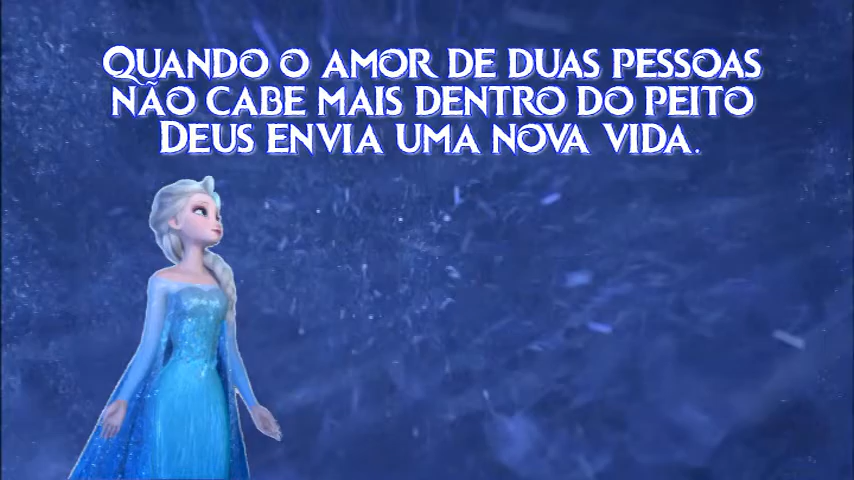 QUANDO O AMOR DE DUAS PESSOAS
NÃO CABE MAIS DENTRO DO PEITO
DEUS ENVIA UMA NOVA VIDA.